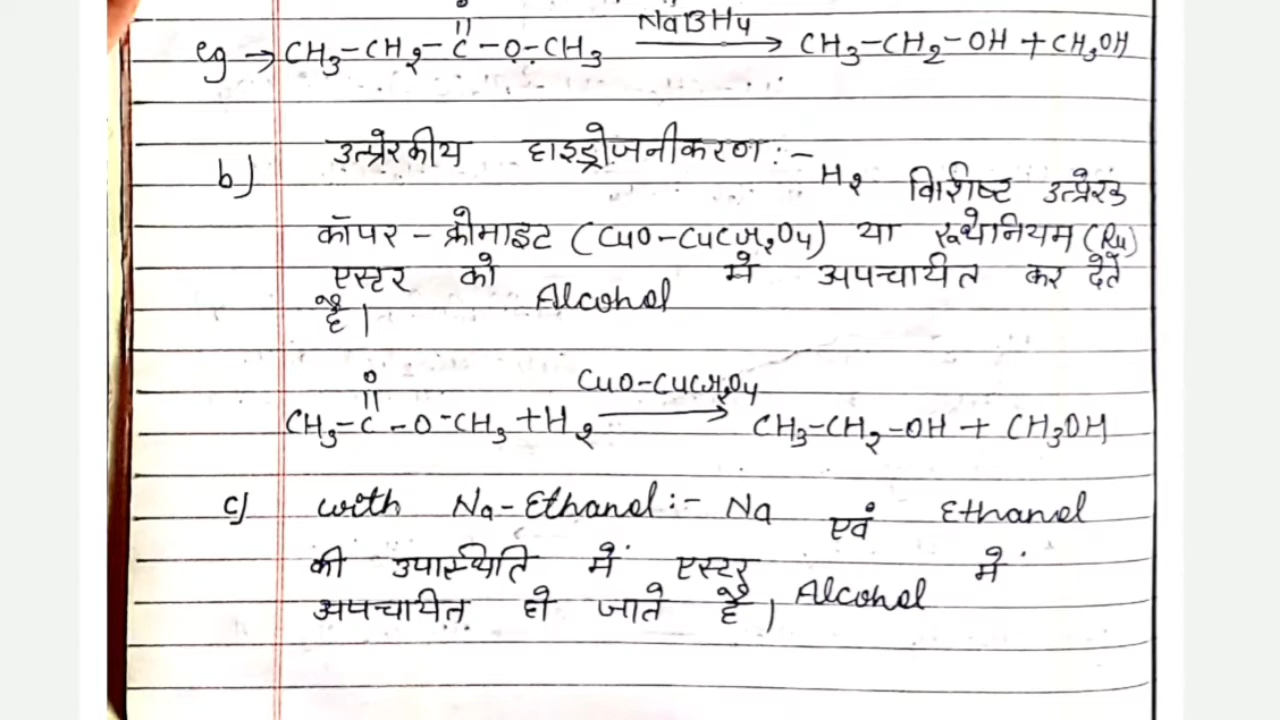 O
||
eg → CH3-CH2-C-O-CH3 NaBH4 → CH3-CH2-OH + CH3OH
b) उत्प्रेरकीय हाइड्रोजनीकरण :-
H2 विशिष्ट उत्प्रेरक
कॉपर - क्रोमाइट (CuO-CuCr2O4) या रूथेनियम (Ru)
एस्टर को Alcohol में अपचायित कर देते
है।
O
||
CH3-C-O-CH3 + H2 CuO-CuCr2O4 → CH3-CH2-OH + CH3OH
c) with Na-Ethanol :- Na एवं Ethanol
की उपास्थिति में एस्टर Alcohol में
अपचायित हो जाते है।